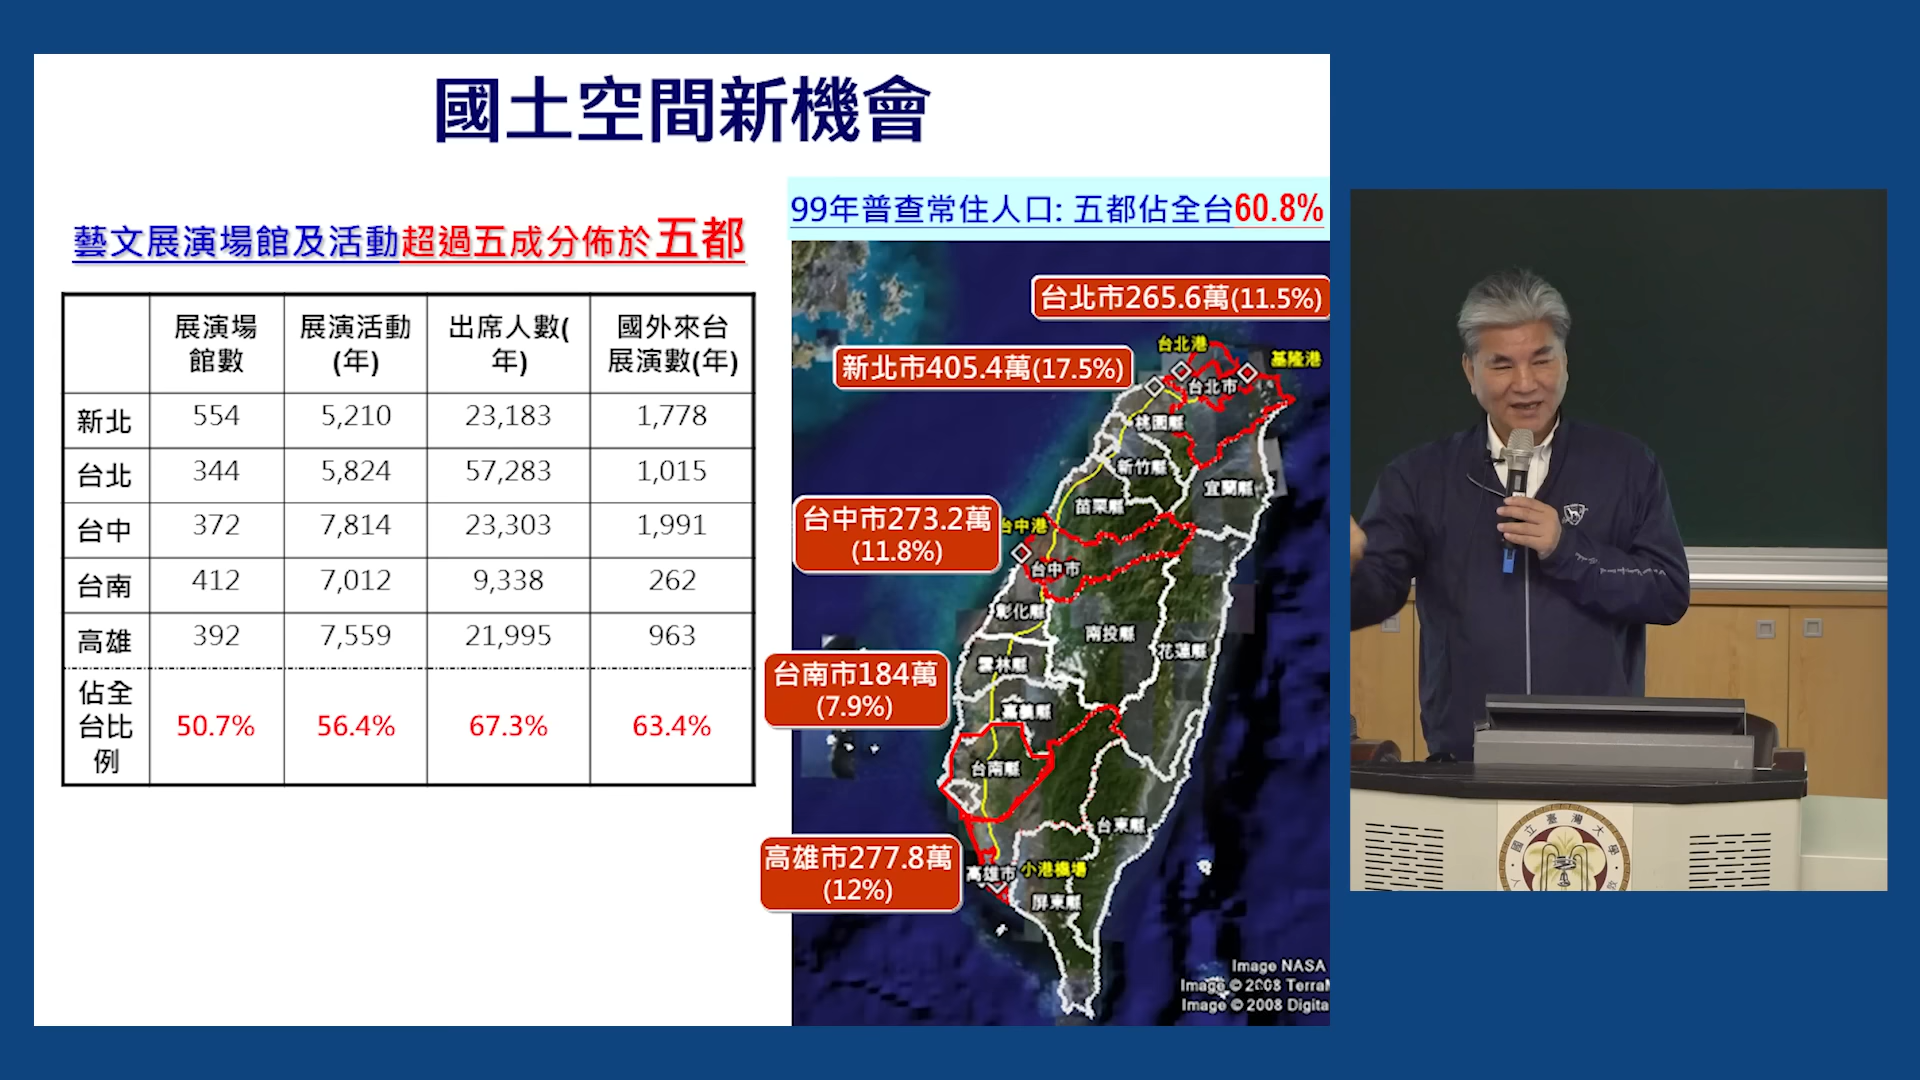 國土空間新機會
藝文展演場館及活動超過五成分佈於五都
展演場館數 展演活動(年) 出席人數(年) 國外來台展演數(年)
新北 554 5,210 23,183 1,778
台北 344 5,824 57,283 1,015
台中 372 7,814 23,303 1,991
台南 412 7,012 9,338 262
高雄 392 7,559 21,995 963
佔全台比例 50.7% 56.4% 67.3% 63.4%
99年普查常住人口: 五都佔全台60.8%
台北市265.6萬(11.5%)
新北市405.4萬(17.5%)
台中市273.2萬
(11.8%)
台南市184萬
(7.9%)
高雄市277.8萬
(12%)
台北港
基隆港
台北市
桃園縣
新竹縣
宜蘭縣
苗栗縣
台中港
台中市
彰化縣
南投縣
花蓮縣
雲林縣
嘉義縣
台南縣
台東縣
高雄市
小港機場
屏東縣
Image NASA
Image © 2008 Terra
Image © 2008 Digita
國立臺灣大學